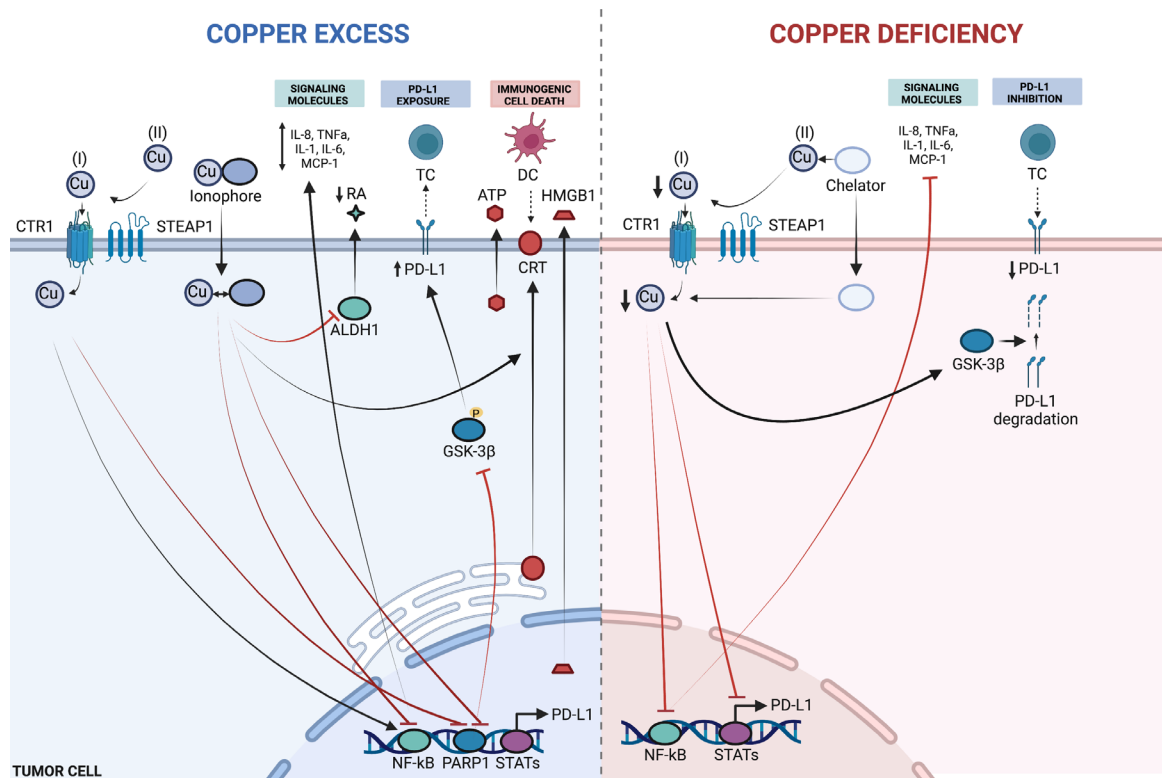 COPPER EXCESS
SIGNALING
MOLECULES
PD-L1
EXPOSURE
IMMUNOGENIC
CELL DEATH
IL-8, TNFa,
IL-1, IL-6,
MCP-1
(I)
Cu
(II)
Cu
Cu
Ionophore
RA
TC
DC
ATP
HMGB1
CTR1
STEAP1
PD-L1
CRT
Cu
Cu
ALDH1
P
GSK-3β
PD-L1
NF-kB
PARP1
STATs
TUMOR CELL
COPPER DEFICIENCY
SIGNALING
MOLECULES
PD-L1
INHIBITION
IL-8, TNFa,
IL-1, IL-6,
MCP-1
(I)
Cu
(II)
Cu
Chelator
TC
CTR1
STEAP1
PD-L1
Cu
GSK-3β
PD-L1
degradation
PD-L1
NF-kB
STATs